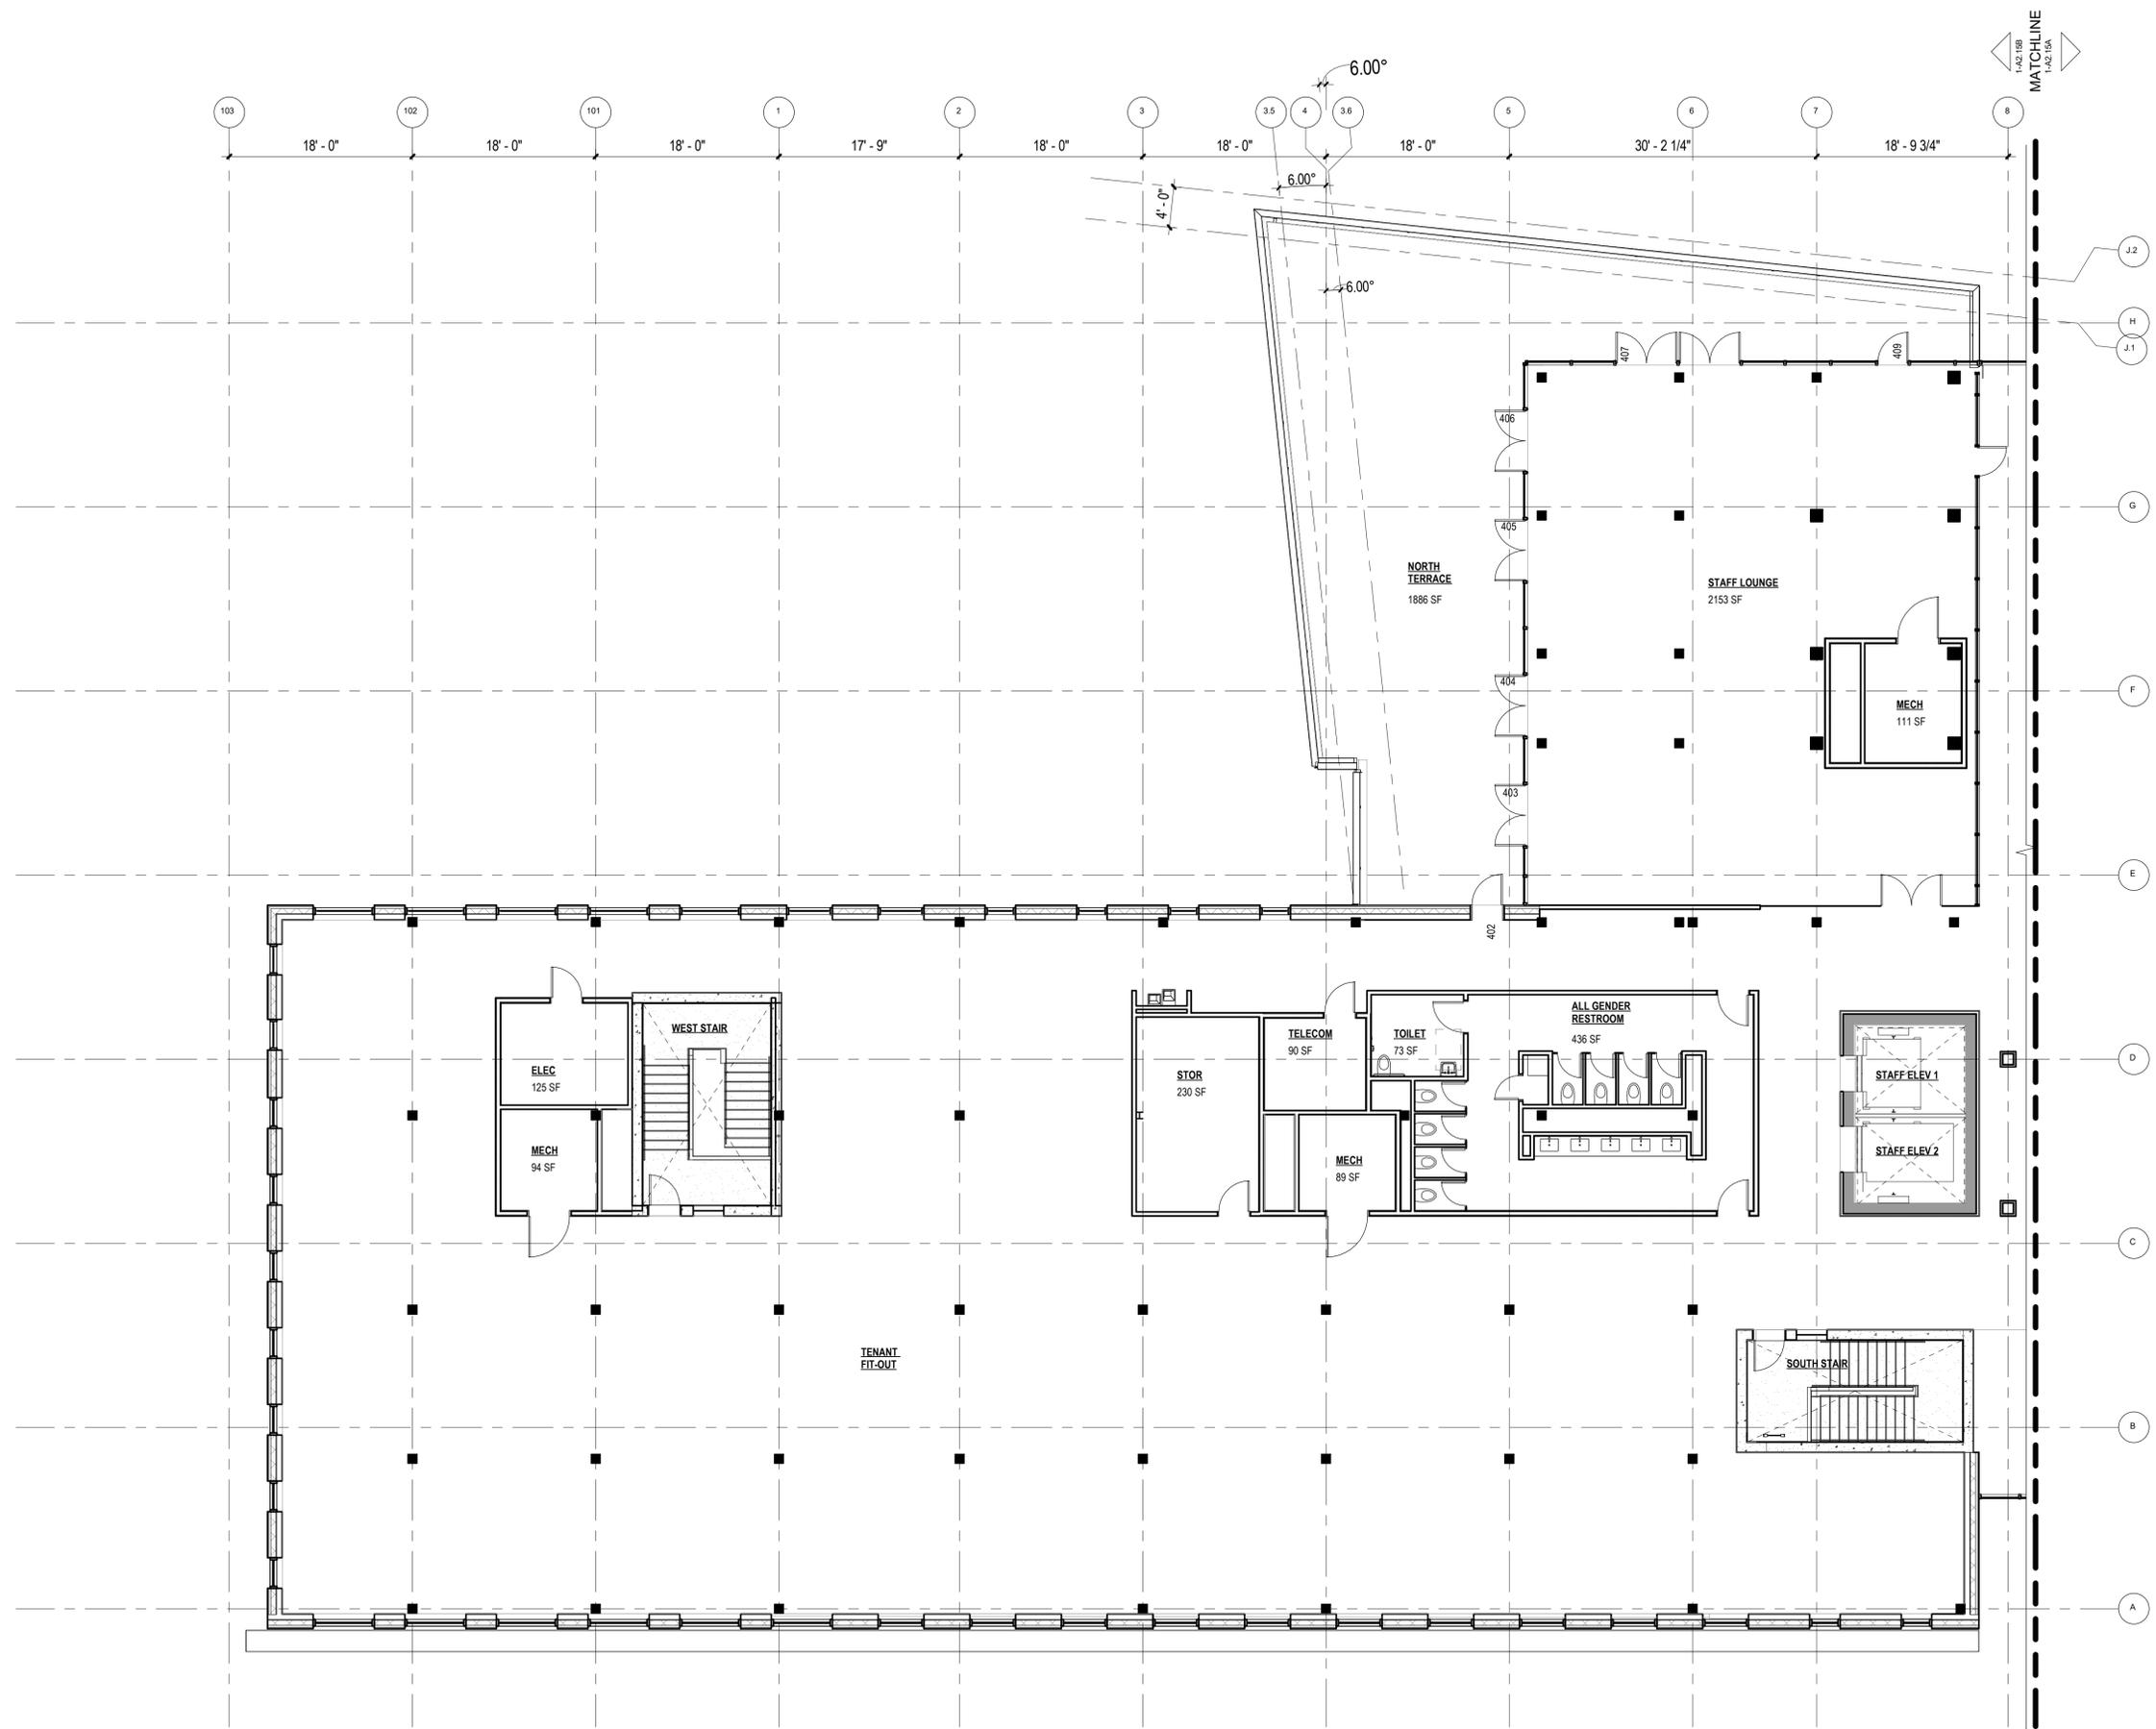 1-A2.15B
MATCHLINE
1-A2.15A
6.00°
103
102
101
1
2
3
3.5
4
3.6
5
6
7
8
18' - 0"
18' - 0"
18' - 0"
17' - 9"
18' - 0"
18' - 0"
18' - 0"
30' - 2 1/4"
18' - 9 3/4"
6.00°
4' - 0"
J.2
6.00°
H
J.1
407
409
406
G
405
NORTH
TERRACE
1886 SF
STAFF LOUNGE
2153 SF
404
F
MECH
111 SF
403
E
402
WEST STAIR
ELEC
125 SF
MECH
94 SF
STOR
230 SF
TELECOM
90 SF
TOILET
73 SF
ALL GENDER
RESTROOM
436 SF
MECH
89 SF
D
STAFF ELEV 1
STAFF ELEV 2
C
TENANT
FIT-OUT
SOUTH STAIR
B
A